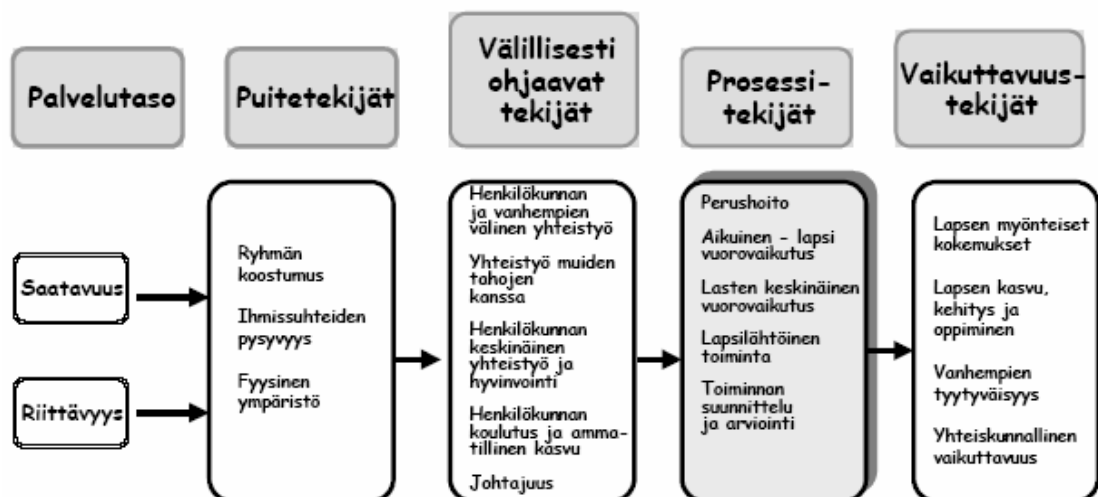 Palvelutaso
Puitetekijät
Välillisesti
ohjaavat
tekijät
Prosessi-
tekijät
Vaikuttavuus-
tekijät
Saatavuus
Riittävyys
Ryhmän
koostumus
Ihmissuhteiden
pysyvyys
Fyysinen
ympäristö
Henkilökunnan
ja vanhempien
välinen yhteistyö
Yhteistyö muiden
tahojen
kanssa
Henkilökunnan
keskinäinen
yhteistyö ja
hyvinvointi
Henkilökunnan
koulutus ja amma-
tillinen kasvu
Johtajuus
Perushoito
Aikuinen - lapsi
vuorovaikutus
Lasten keskinäinen
vuorovaikutus
Lapsilähtöinen
toiminta
Toiminnan
suunnittelu
ja arviointi
Lapsen myönteiset
kokemukset
Lapsen kasvu,
kehitys ja
oppiminen
Vanhempien
tyytyväisyys
Yhteiskunnallinen
vaikuttavuus